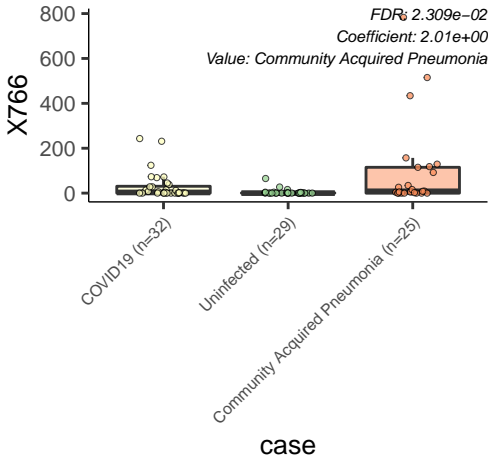 FDR: 2.309e−02
Coefficient: 2.01e+00
Value: Community Acquired Pneumonia
800
600
400
200
0
X766
COVID19 (n=32)
Uninfected (n=29)
Community Acquired Pneumonia (n=25)
case